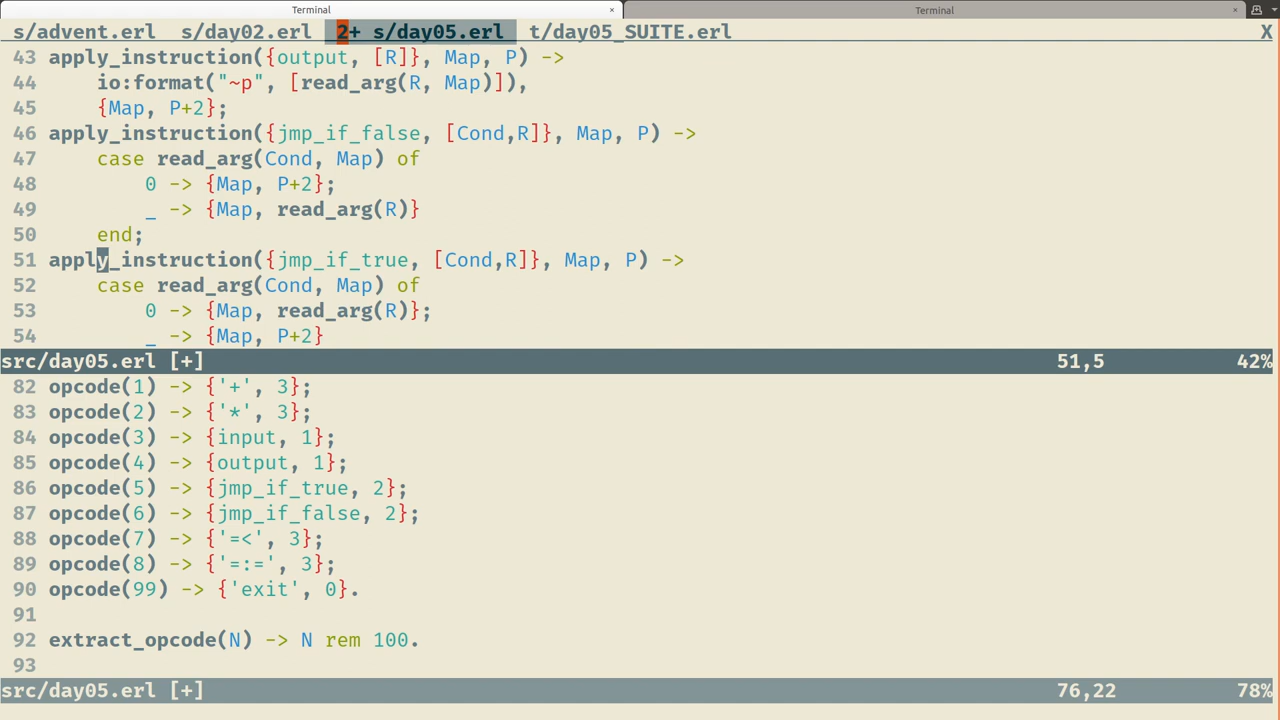 Terminal × Terminal ×
s/advent.erl s/day02.erl 2+ s/day05.erl t/day05_SUITE.erl X
43 apply_instruction({output, [R]}, Map, P) ->
44     io:format("~p", [read_arg(R, Map)]),
45     {Map, P+2};
46 apply_instruction({jmp_if_false, [Cond,R]}, Map, P) ->
47     case read_arg(Cond, Map) of
48         0 -> {Map, P+2};
49         _ -> {Map, read_arg(R)}
50     end;
51 apply_instruction({jmp_if_true, [Cond,R]}, Map, P) ->
52     case read_arg(Cond, Map) of
53         0 -> {Map, read_arg(R)};
54         _ -> {Map, P+2}
src/day05.erl [+] 51,5 42%
82 opcode(1) -> {'+', 3};
83 opcode(2) -> {'*', 3};
84 opcode(3) -> {input, 1};
85 opcode(4) -> {output, 1};
86 opcode(5) -> {jmp_if_true, 2};
87 opcode(6) -> {jmp_if_false, 2};
88 opcode(7) -> {'=<', 3};
89 opcode(8) -> {'=:=', 3};
90 opcode(99) -> {'exit', 0}.
91
92 extract_opcode(N) -> N rem 100.
93
src/day05.erl [+] 76,22 78%